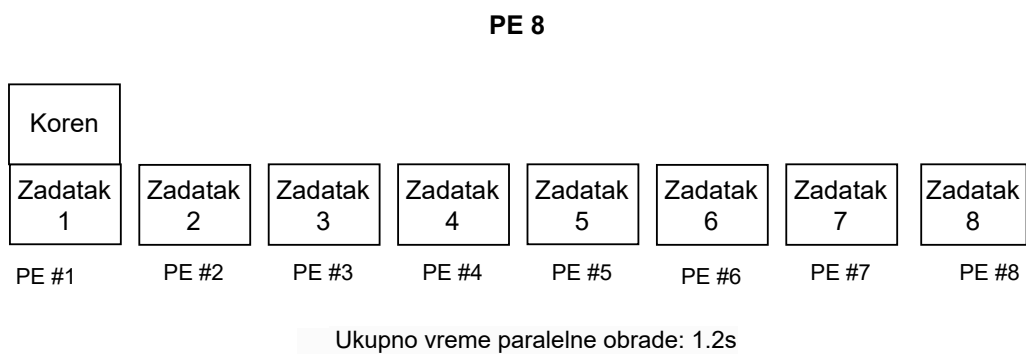 PE 8
Koren
Zadatak
1
Zadatak
2
Zadatak
3
Zadatak
4
Zadatak
5
Zadatak
6
Zadatak
7
Zadatak
8
PE #1
PE #2
PE #3
PE #4
PE #5
PE #6
PE #7
PE #8
Ukupno vreme paralelne obrade: 1.2s